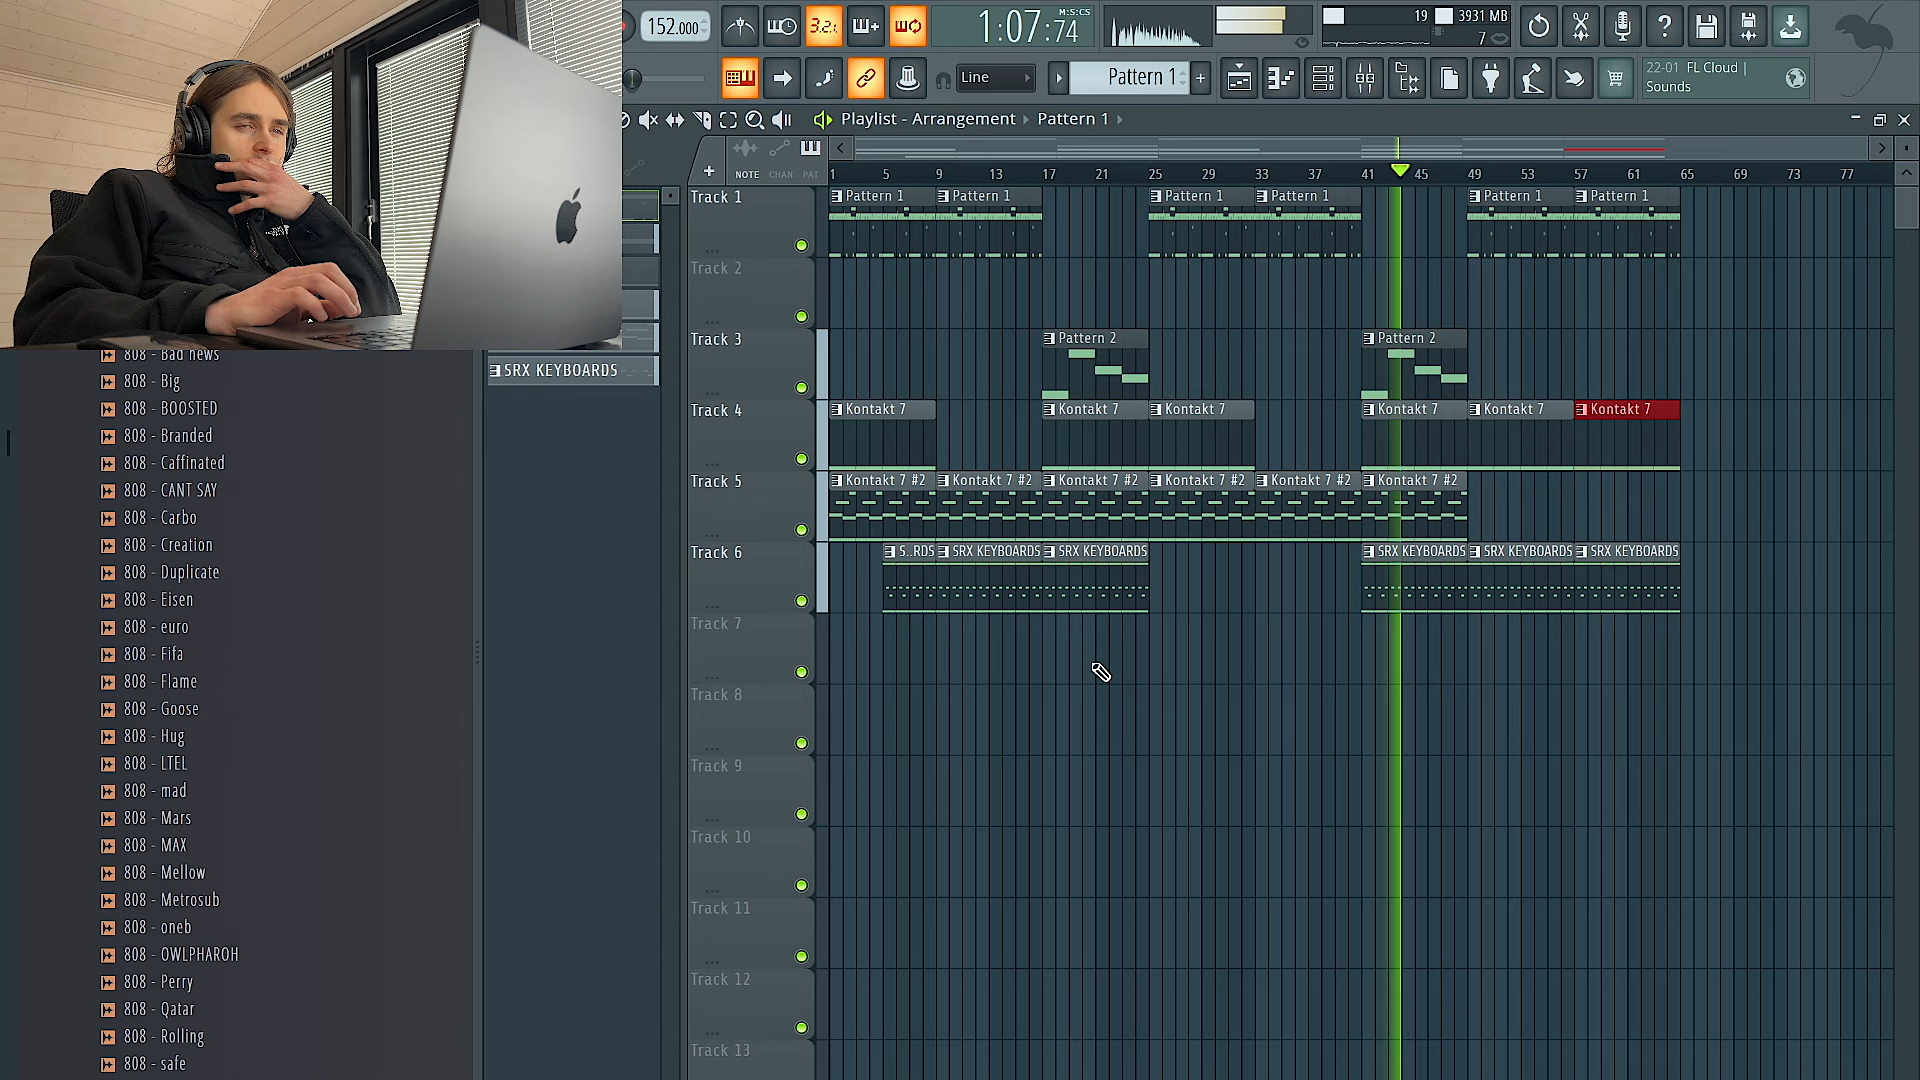 152.000
3.2.
1:07:74
M:S:CS
19
3931 MB
7
Line
Pattern 1
+
22-01 FL Cloud |
Sounds
Playlist - Arrangement
Pattern 1
NOTE CHAN PAT
1 5 9 13 17 21 25 29 33 37 41 45 49 53 57 61 65 69 73 77
Track 1
Pattern 1 Pattern 1 Pattern 1 Pattern 1 Pattern 1 Pattern 1
Track 2
Track 3
Pattern 2 Pattern 2
Track 4
Kontakt 7 Kontakt 7 Kontakt 7 Kontakt 7 Kontakt 7 Kontakt 7
Track 5
Kontakt 7 #2 Kontakt 7 #2 Kontakt 7 #2 Kontakt 7 #2 Kontakt 7 #2 Kontakt 7 #2
Track 6
S..RDS SRX KEYBOARDS SRX KEYBOARDS SRX KEYBOARDS SRX KEYBOARDS SRX KEYBOARDS
Track 7
Track 8
Track 9
Track 10
Track 11
Track 12
Track 13
SRX KEYBOARDS
808 - Bad news
808 - Big
808 - BOOSTED
808 - Branded
808 - Caffinated
808 - CANT SAY
808 - Carbo
808 - Creation
808 - Duplicate
808 - Eisen
808 - euro
808 - Fifa
808 - Flame
808 - Goose
808 - Hug
808 - LTEL
808 - mad
808 - Mars
808 - MAX
808 - Mellow
808 - Metrosub
808 - oneb
808 - OWLPHAROH
808 - Perry
808 - Qatar
808 - Rolling
808 - safe